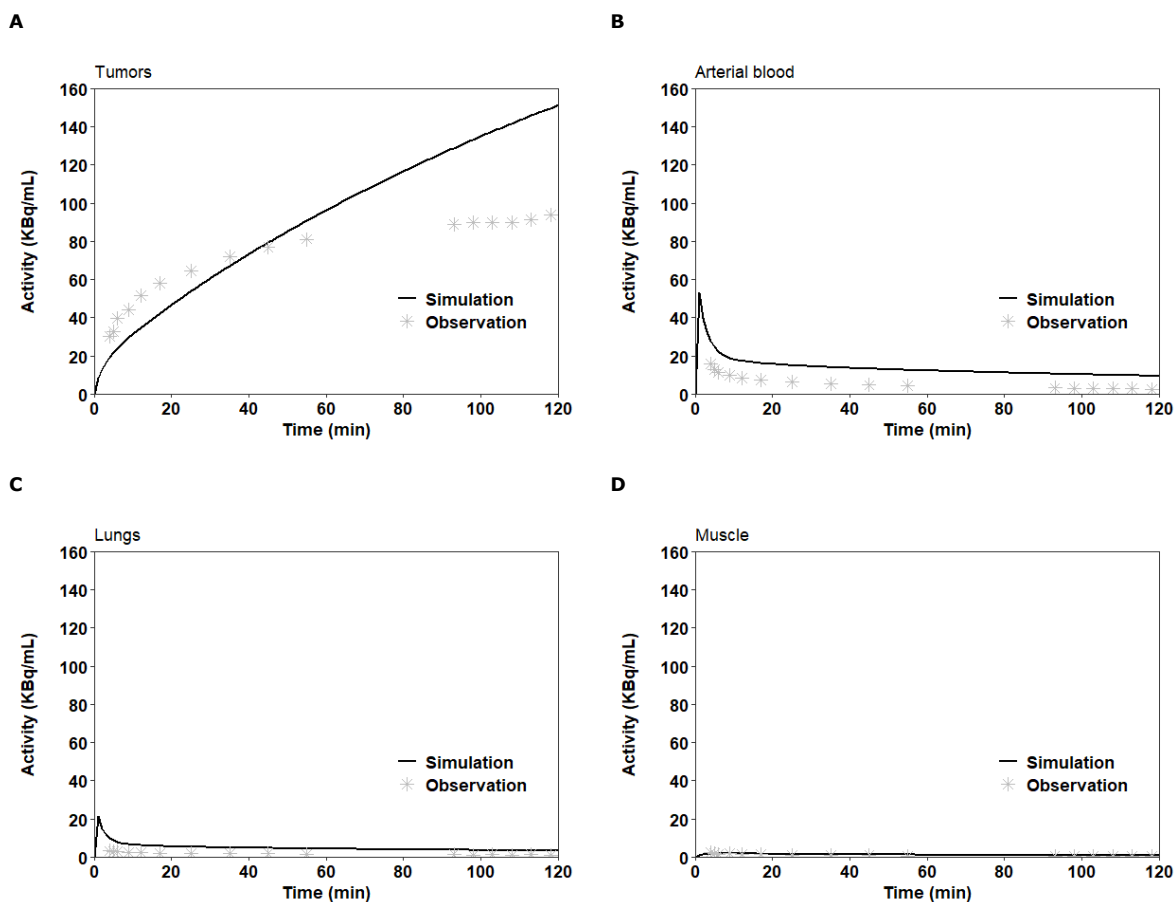 A
Tumors
160
140
120
100
80
60
40
20
0
Activity (KBq/mL)
Simulation
Observation
0 20 40 60 80 100 120
Time (min)
B
Arterial blood
160
140
120
100
80
60
40
20
0
Activity (KBq/mL)
Simulation
Observation
0 20 40 60 80 100 120
Time (min)
C
Lungs
160
140
120
100
80
60
40
20
0
Activity (KBq/mL)
Simulation
Observation
0 20 40 60 80 100 120
Time (min)
D
Muscle
160
140
120
100
80
60
40
20
0
Activity (KBq/mL)
Simulation
Observation
0 20 40 60 80 100 120
Time (min)